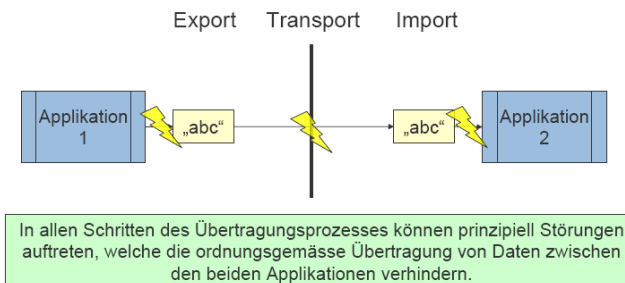 Export Transport Import
Applikation
1
„abc“
„abc“
Applikation
2
In allen Schritten des Übertragungsprozesses können prinzipiell Störungen
auftreten, welche die ordnungsgemässe Übertragung von Daten zwischen
den beiden Applikationen verhindern.